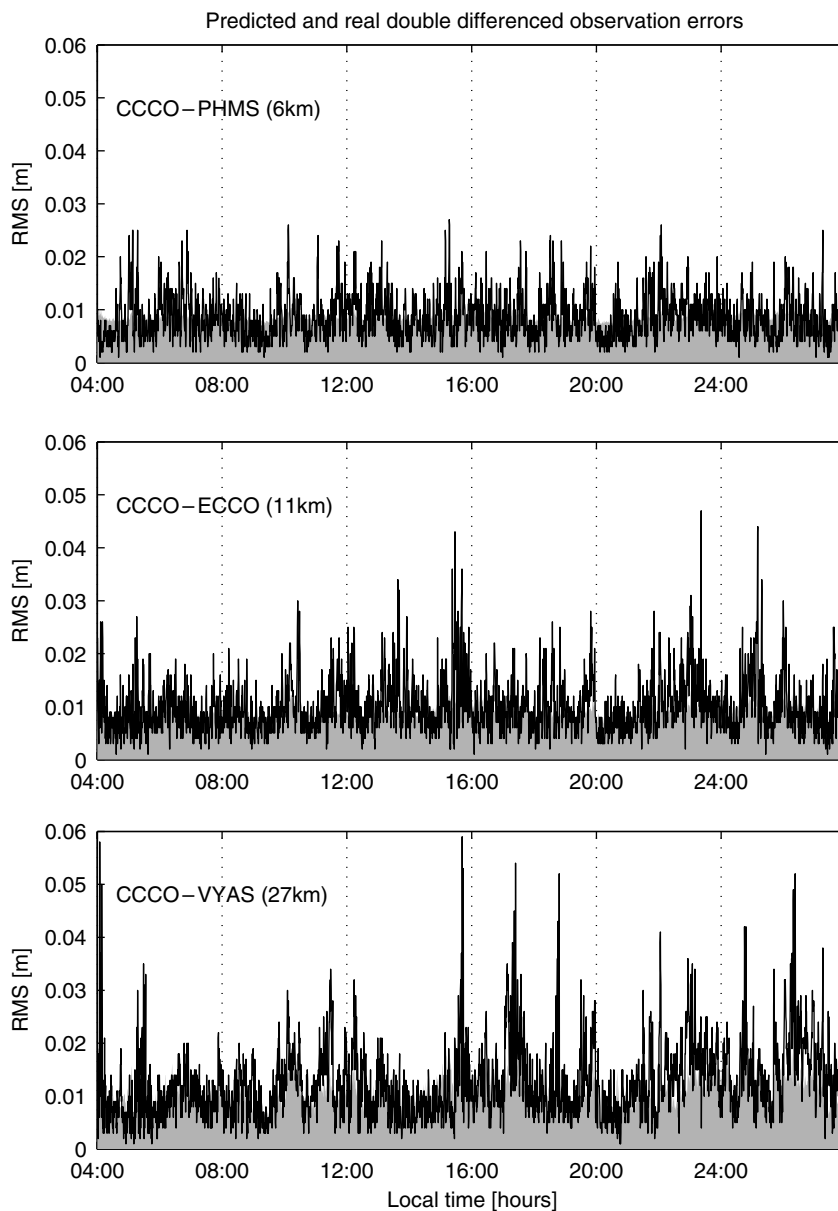 Predicted and real double differenced observation errors
0.06
0.05
CCCO–PHMS (6km)
0.04
RMS [m]
0.03
0.02
0.01
0
04:00 08:00 12:00 16:00 20:00 24:00
0.06
0.05
CCCO–ECCO (11km)
0.04
RMS [m]
0.03
0.02
0.01
0
04:00 08:00 12:00 16:00 20:00 24:00
0.06
0.05
CCCO–VYAS (27km)
0.04
RMS [m]
0.03
0.02
0.01
0
04:00 08:00 12:00 16:00 20:00 24:00
Local time [hours]